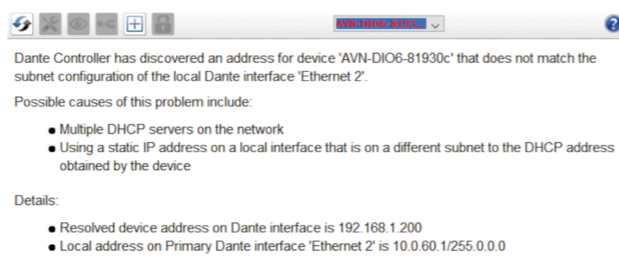 AVN-DIO6-8193...
Dante Controller has discovered an address for device 'AVN-DIO6-81930c' that does not match the
subnet configuration of the local Dante interface 'Ethernet 2'.
Possible causes of this problem include:
● Multiple DHCP servers on the network
● Using a static IP address on a local interface that is on a different subnet to the DHCP address
obtained by the device
Details:
● Resolved device address on Dante interface is 192.168.1.200
● Local address on Primary Dante interface 'Ethernet 2' is 10.0.60.1/255.0.0.0